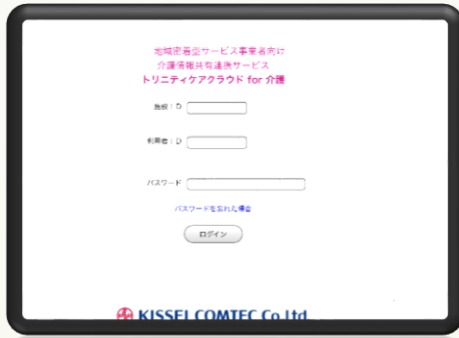 地域密着型サービス事業者向け
介護情報共有連携サービス
トリニティケアクラウド for 介護
施設ID
利用者ID
パスワード
パスワードを忘れた場合
ログイン
KISSEI COMTEC Co.,Ltd.